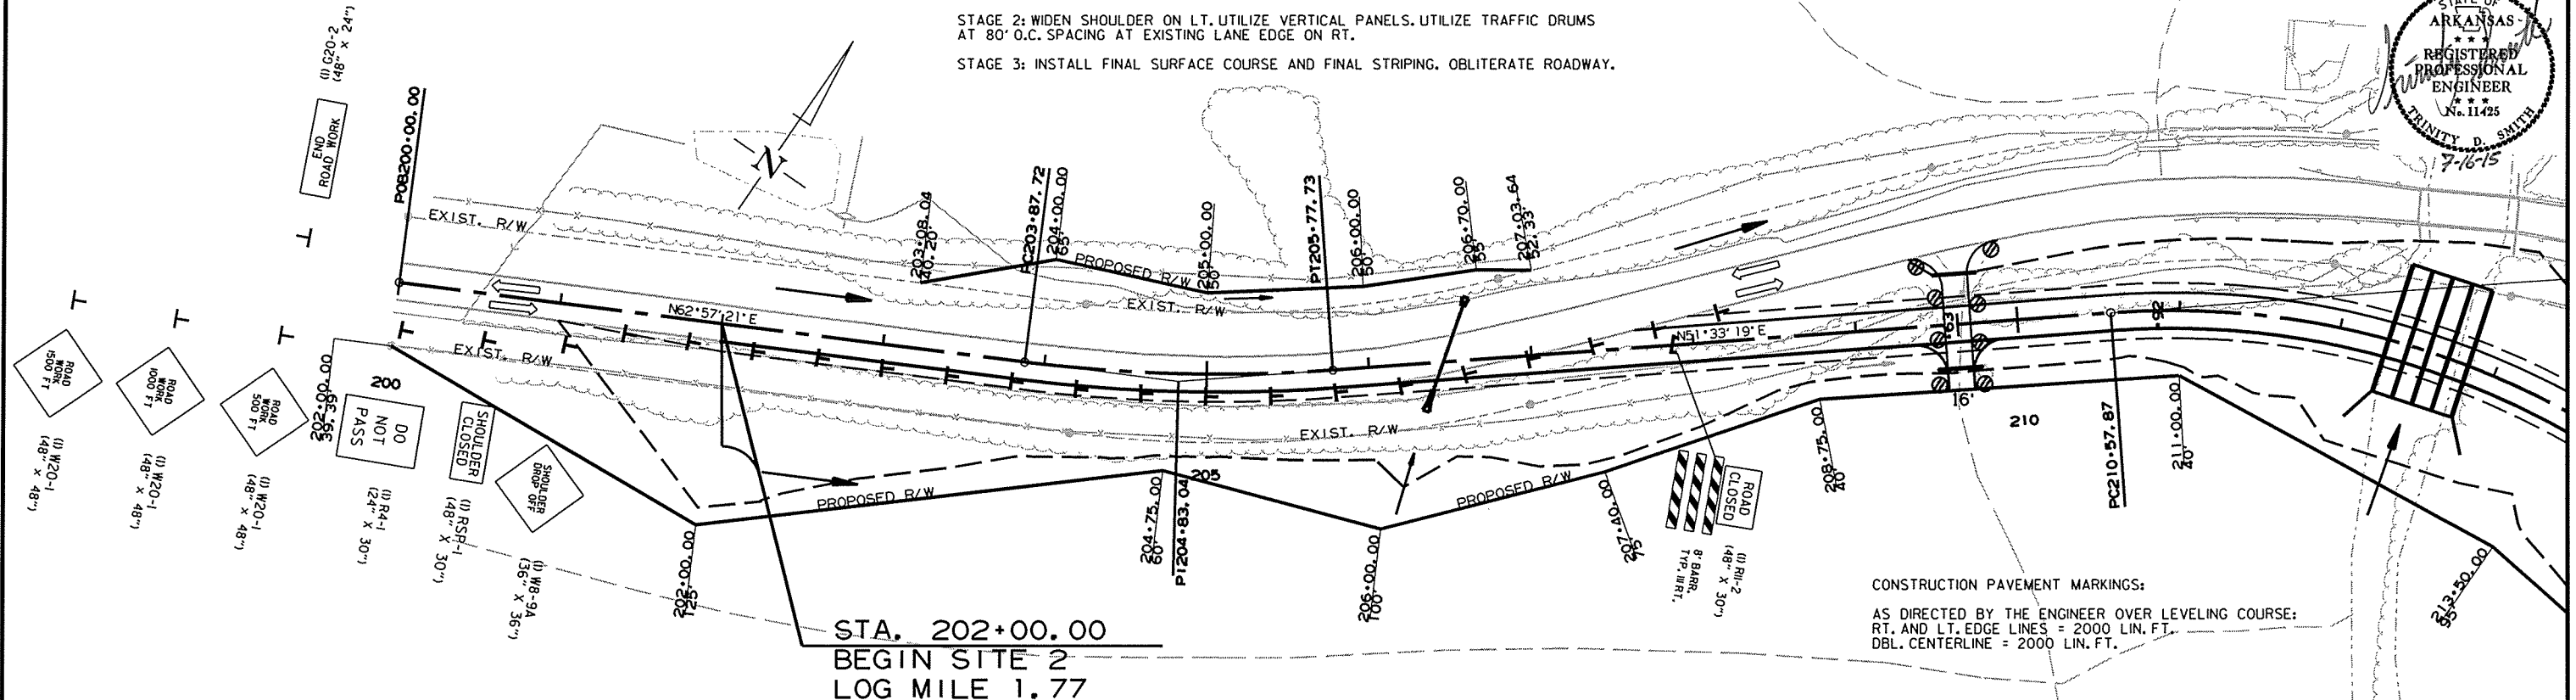 STAGE 2: WIDEN SHOULDER ON LT. UTILIZE VERTICAL PANELS. UTILIZE TRAFFIC DRUMS
AT 80' O.C. SPACING AT EXISTING LANE EDGE ON RT.
STAGE 3: INSTALL FINAL SURFACE COURSE AND FINAL STRIPING. OBLITERATE ROADWAY.
STATE OF
ARKANSAS
★ ★ ★
REGISTERED
PROFESSIONAL
ENGINEER
★ ★ ★
No. 11425
TRINITY D. SMITH
7-16-15
(1) G20-2
(48" X 24")
END
ROAD WORK
POB200+00.00
N
EXIST. R/W
203+08.04
40.20'
PC203+87.72
204+00.00
65'
PROPOSED R/W
205+00.00
50'
EXIST. R/W
PT205+77.73
206+00.00
50'
206+70.00
55'
207+03.64
52.33'
N62°57'21"E
N51°33'19"E
63'
92
16'
EXIST. R/W
EXIST. R/W
ROAD
WORK
1500 FT
(1) W20-1
(48" X 48")
ROAD
WORK
1000 FT
(1) W20-1
(48" X 48")
ROAD
WORK
500 FT
(1) W20-1
(48" X 48")
202+00.00
39.39'
200
DO
NOT
PASS
(1) R4-1
(24" X 30")
SHOULDER
CLOSED
(1) RSP-1
(48" X 30")
SHOULDER
DROP OFF
(1) W8-9A
(36" X 36")
202+00.00
125'
PROPOSED R/W
204+75.00
60'
PI204+83.04
205
206+00.00
100'
PROPOSED R/W
207+40.00
75'
ROAD
CLOSED
(1) R11-2
(48" X 30")
8' BARR.
TYP. III RT.
208+75.00
40'
210
PC210+57.87
211+00.00
40'
213+50.00
95'
STA. 202+00.00
BEGIN SITE 2
LOG MILE 1.77
CONSTRUCTION PAVEMENT MARKINGS:
AS DIRECTED BY THE ENGINEER OVER LEVELING COURSE:
RT. AND LT. EDGE LINES = 2000 LIN. FT.
DBL. CENTERLINE = 2000 LIN. FT.